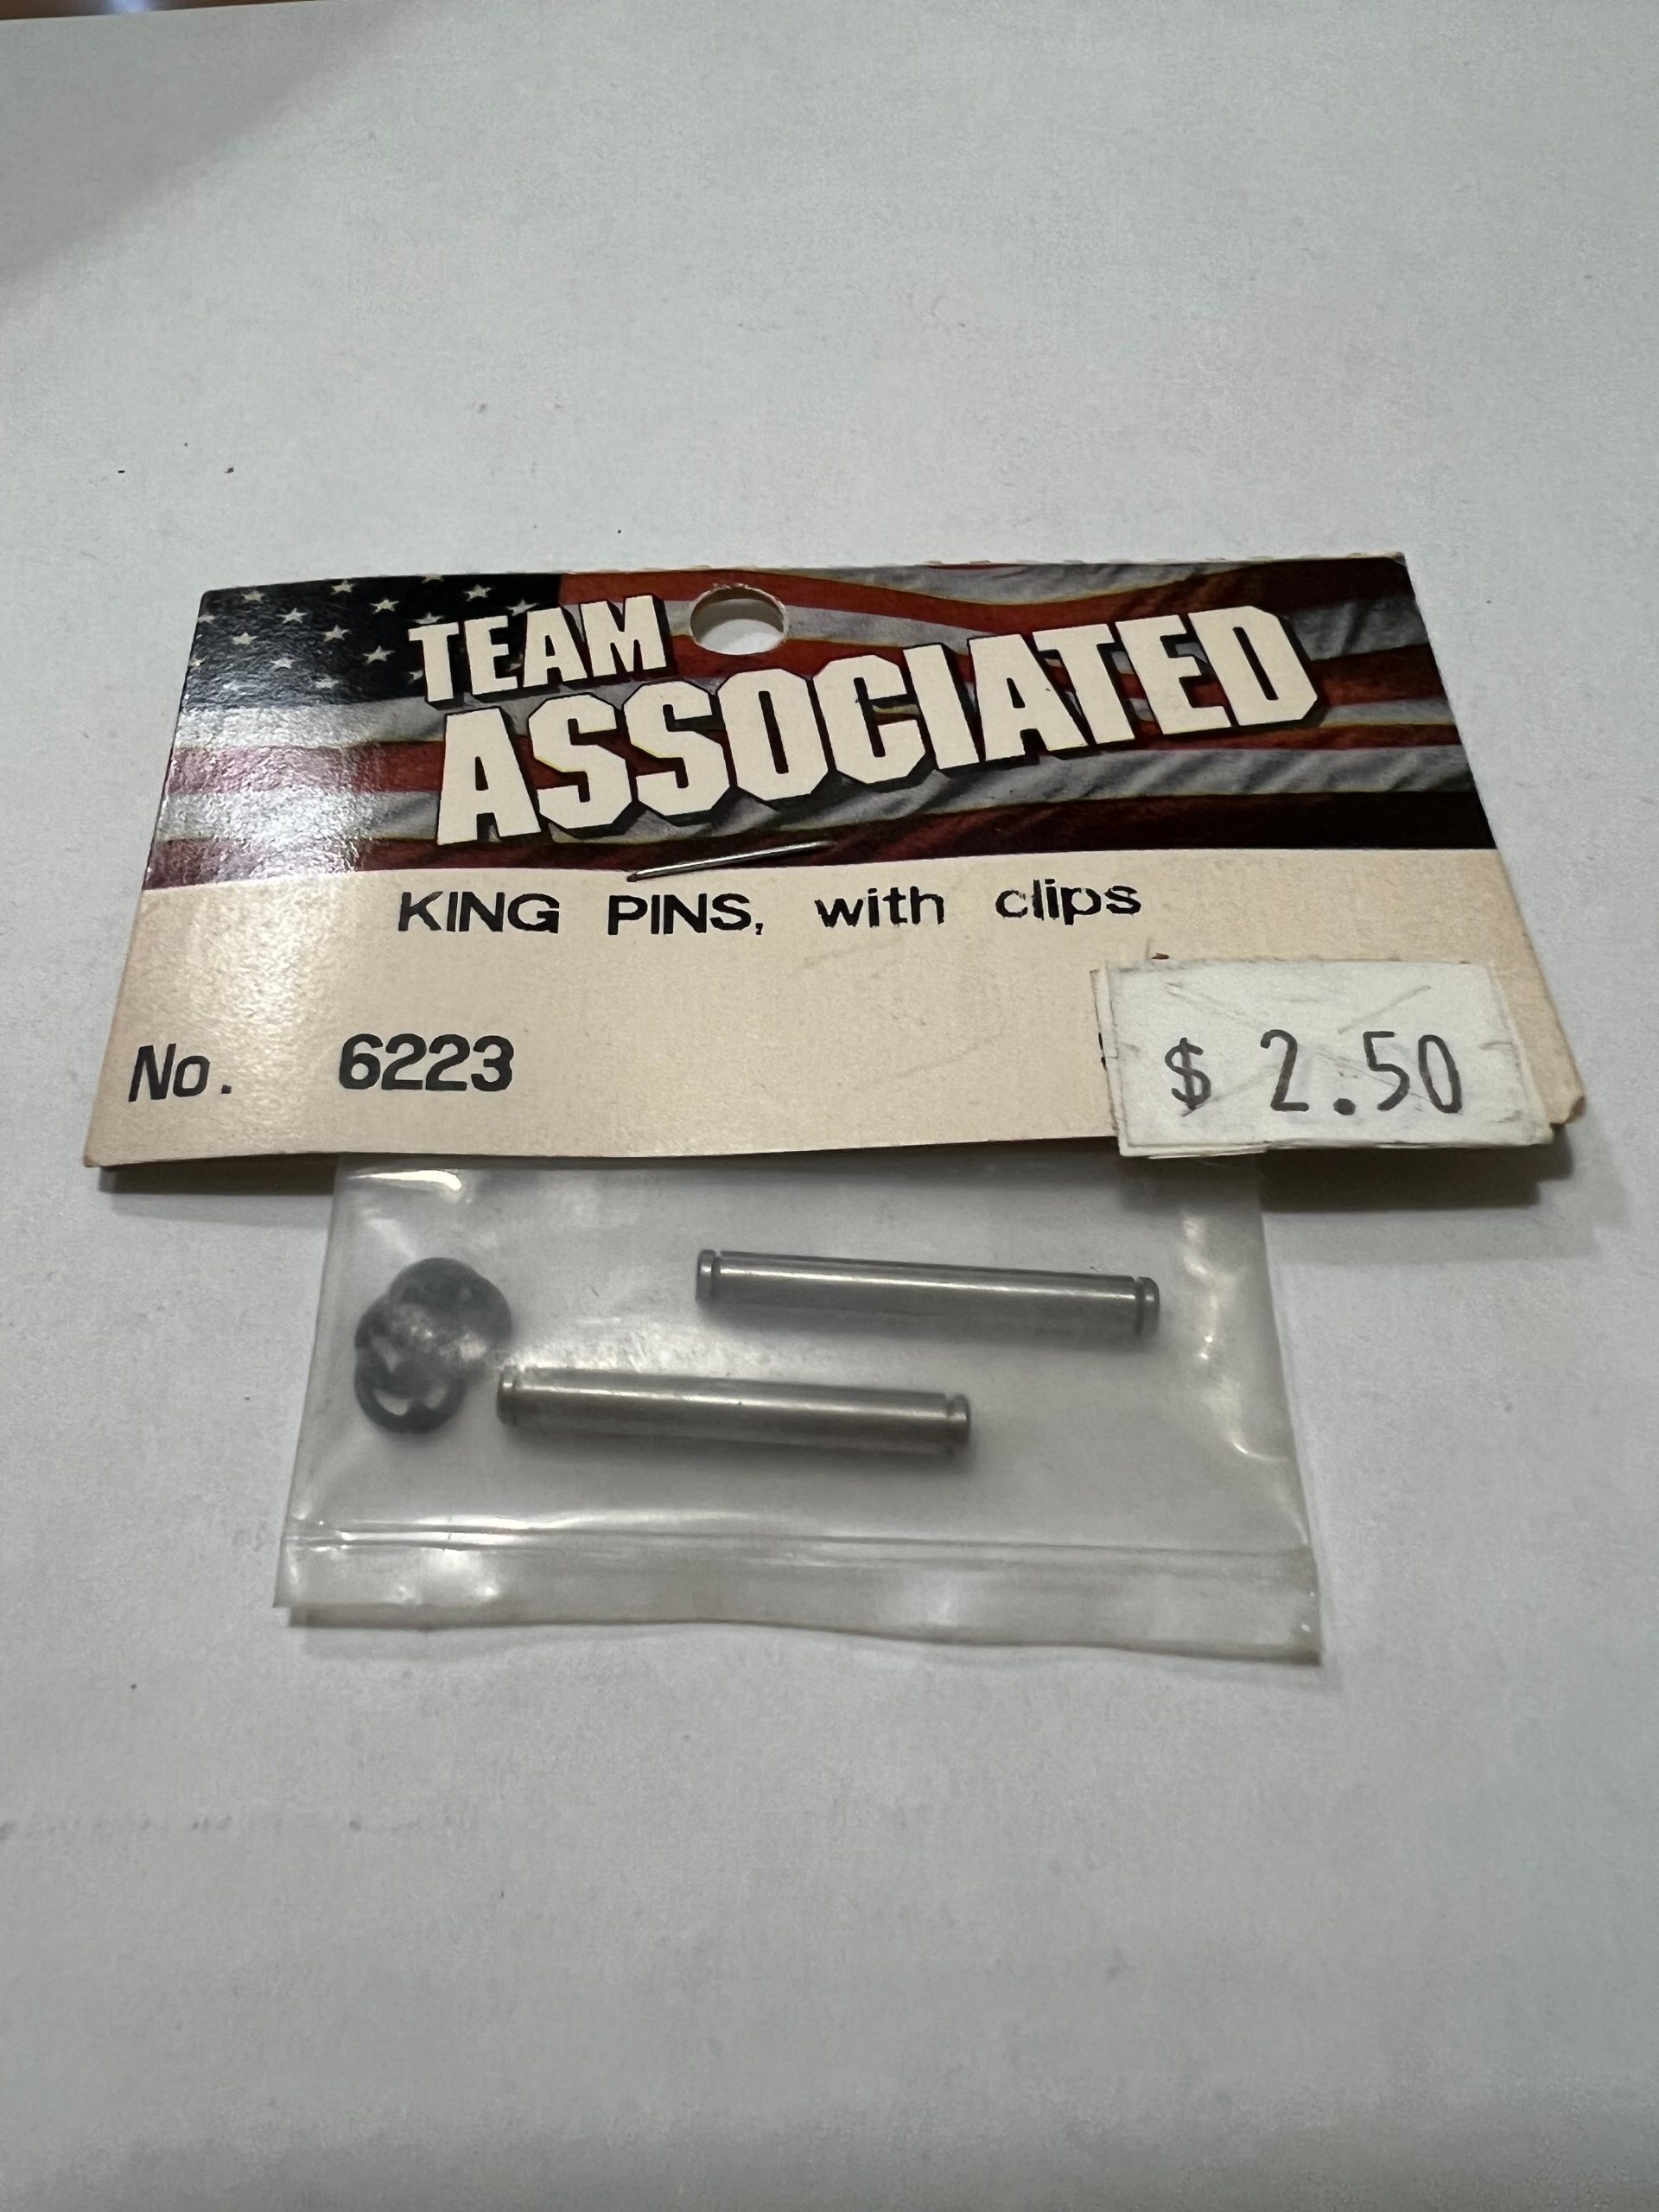 TEAM
ASSOCIATED
KING PINS, with clips
No. 6223
$ 2.50